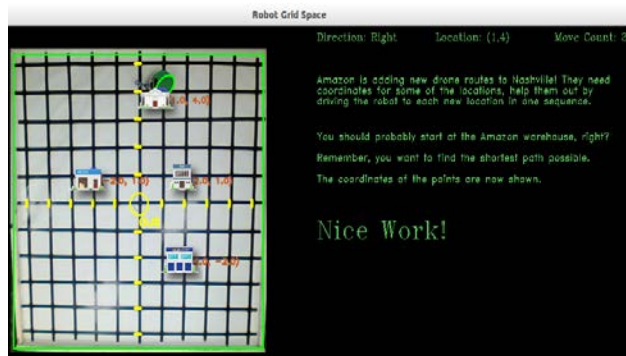 Robot Grid Space
Direction: Right
Location: (1,4)
Move Count:
Amazon is adding new drone routes to Nashville! They need
coordinates for some of the locations, help them out by
driving the robot to each new location in one sequence.
You should probably start at the Amazon warehouse, right?
Remember, you want to find the shortest path possible.
The coordinates of the points are now shown.
Nice Work!